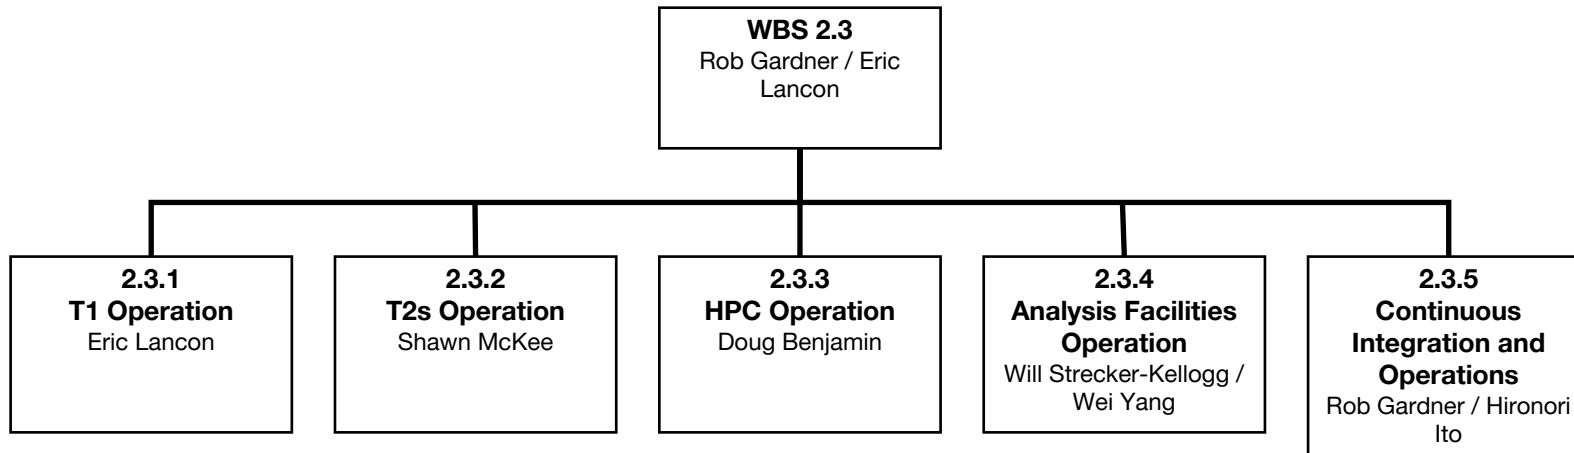 WBS 2.3
Rob Gardner / Eric
Lancon
2.3.1
T1 Operation
Eric Lancon
2.3.2
T2s Operation
Shawn McKee
2.3.3
HPC Operation
Doug Benjamin
2.3.4
Analysis Facilities
Operation
Will Strecker-Kellogg /
Wei Yang
2.3.5
Continuous
Integration and
Operations
Rob Gardner / Hironori
Ito